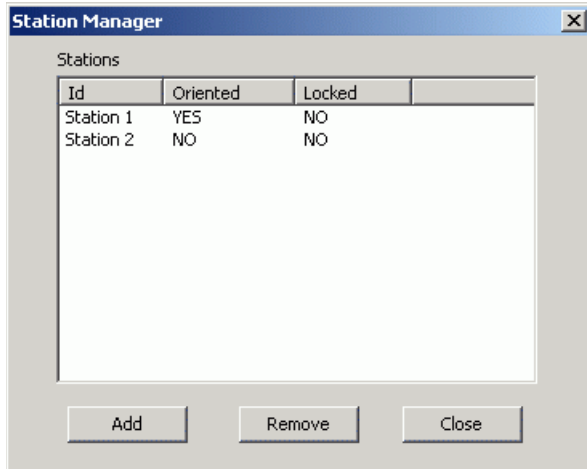 Station Manager
Stations
Id Oriented Locked
Station 1 YES NO
Station 2 NO NO
Add Remove Close